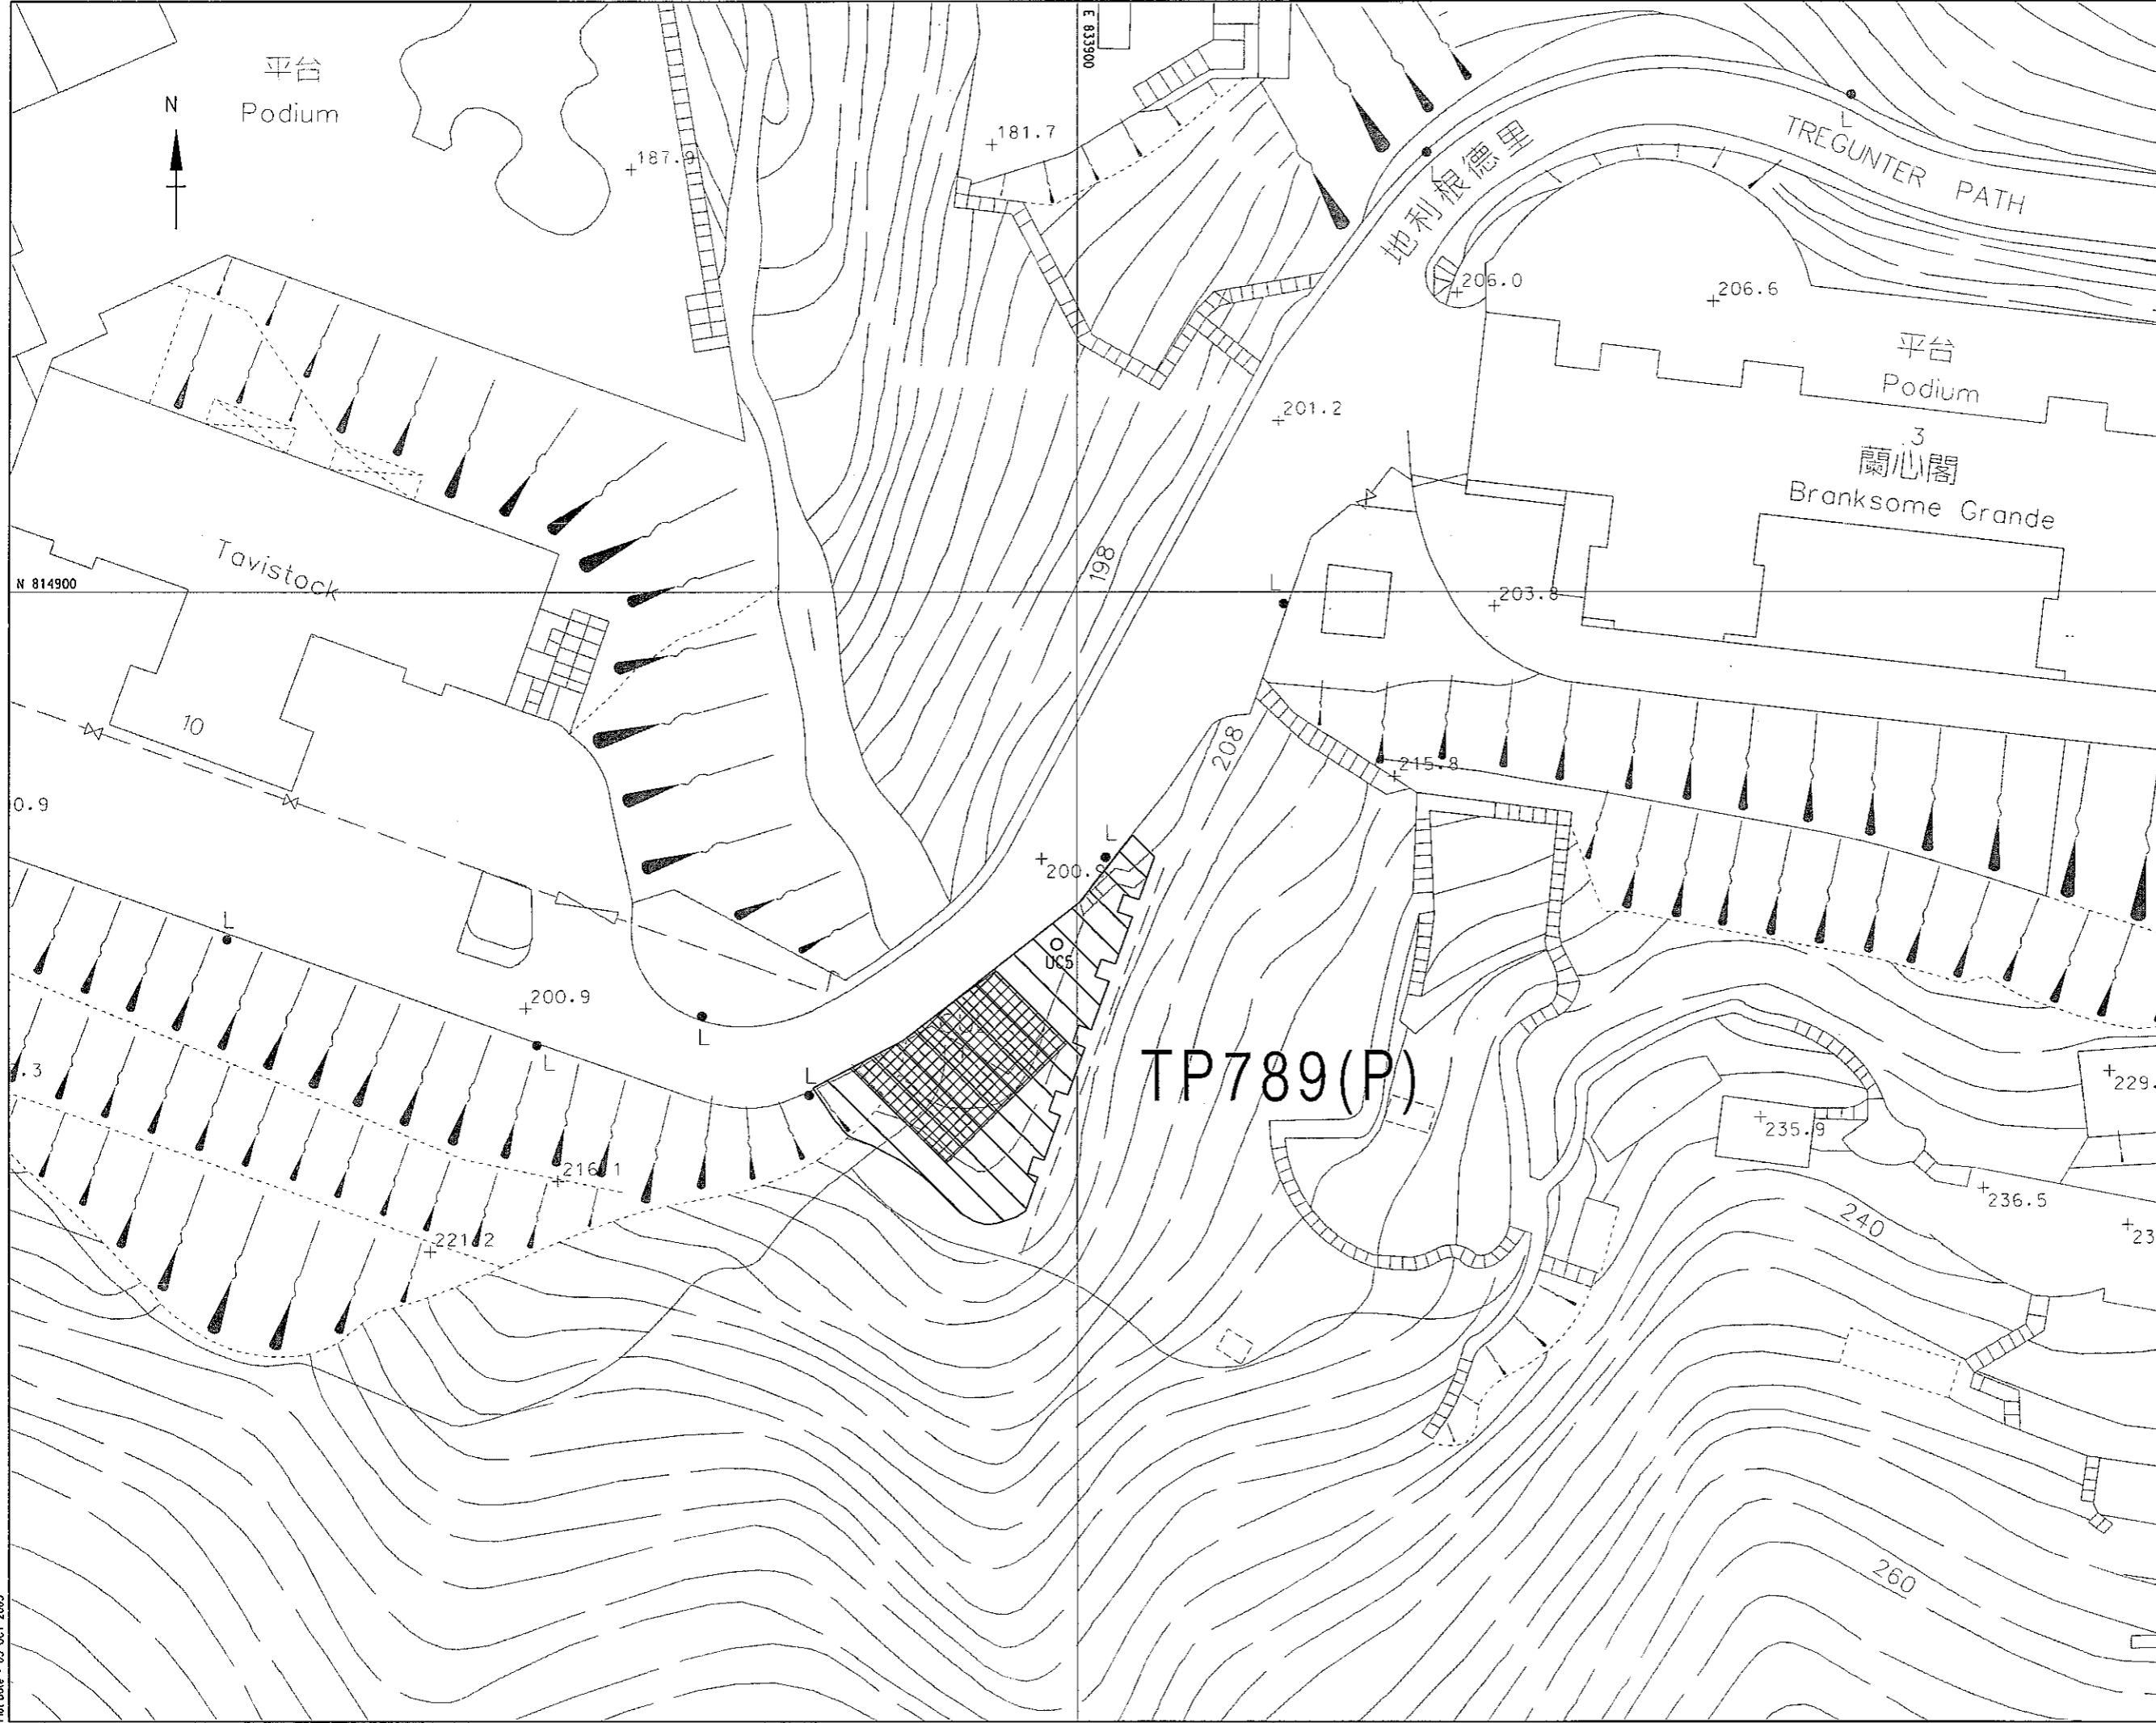 E 833900
平台
Podium
N
187.9
181.7
地利根德里
TREGUNTER PATH
L
206.0
206.6
平台
Podium
201.2
3
蘭心閣
Branksome Grande
Tavistock
N 814900
198
L
203.8
10
208
215.8
0.9
L
200.9
L
UC5
200.9
L
L
L
TP789(P)
.3
216.1
221.2
229.
235.9
236.5
240
23
260